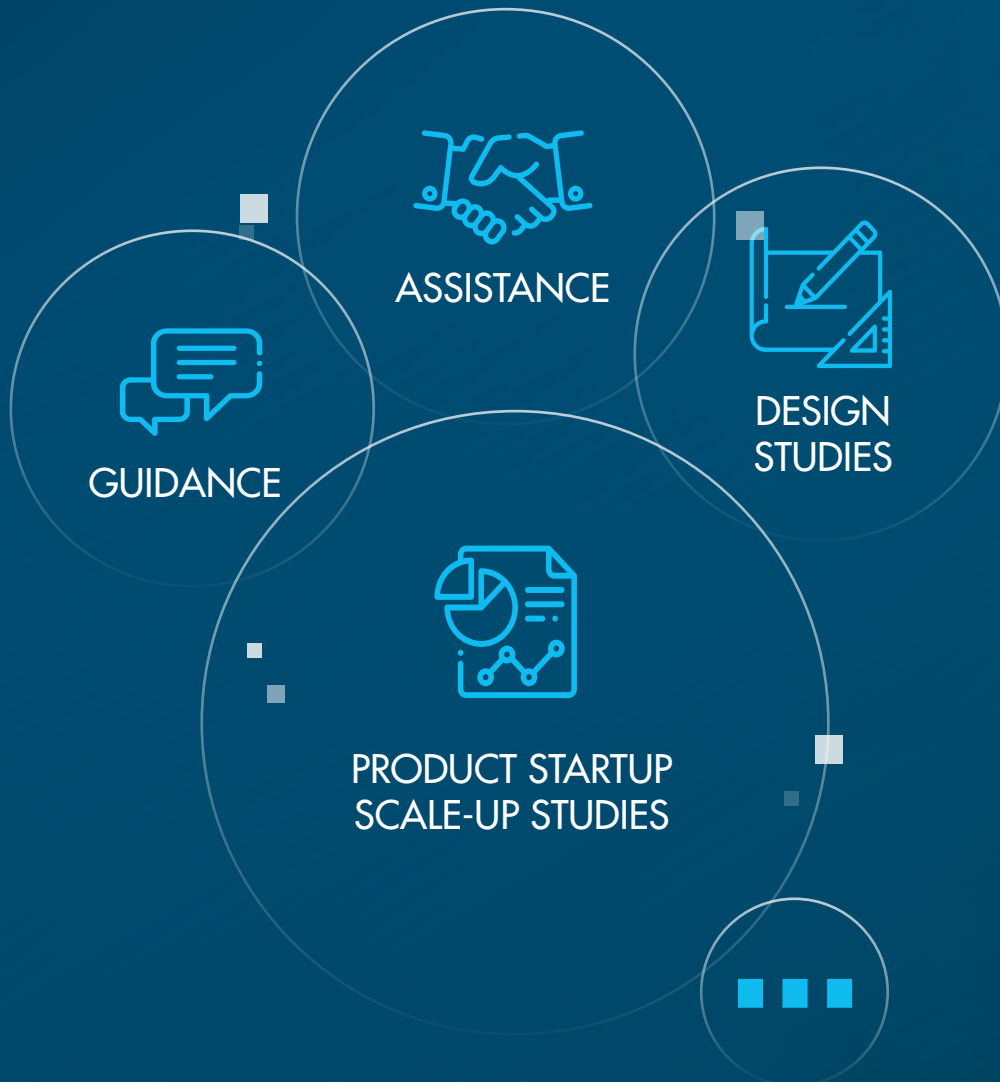 ASSISTANCE
DESIGN
STUDIES
GUIDANCE
PRODUCT STARTUP
SCALE-UP STUDIES